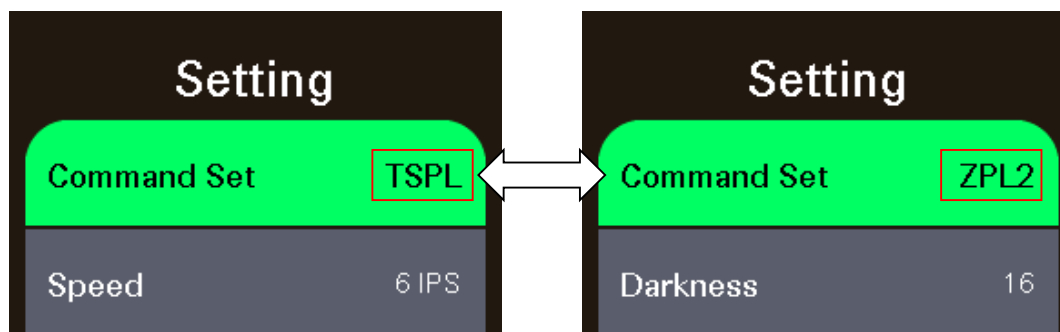 Setting
Command Set TSPL
Speed 6 IPS
Setting
Command Set ZPL2
Darkness 16